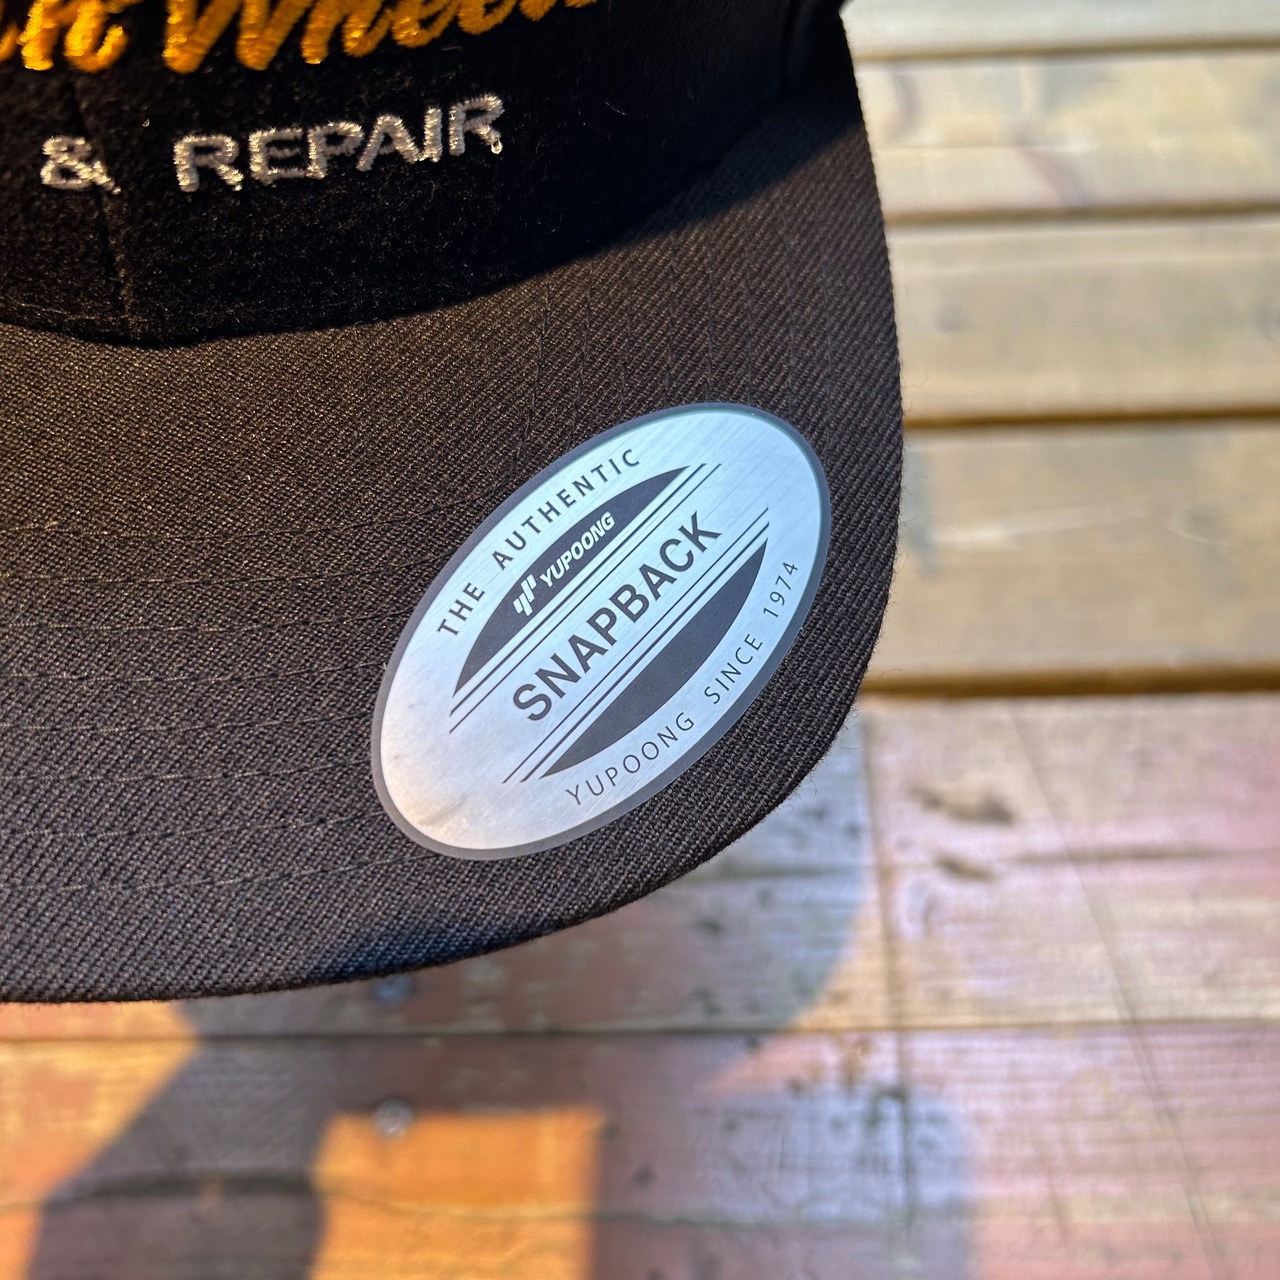 & REPAIR
THE AUTHENTIC
YUPOONG
SNAPBACK
YUPOONG SINCE 1974